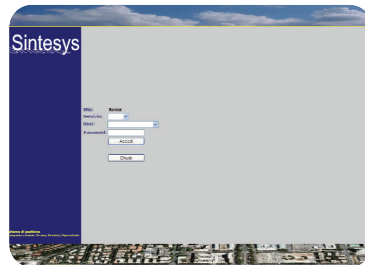 Sintesys
Sito: Roma
Servizio:
User:
Password:
Accedi
Chiudi